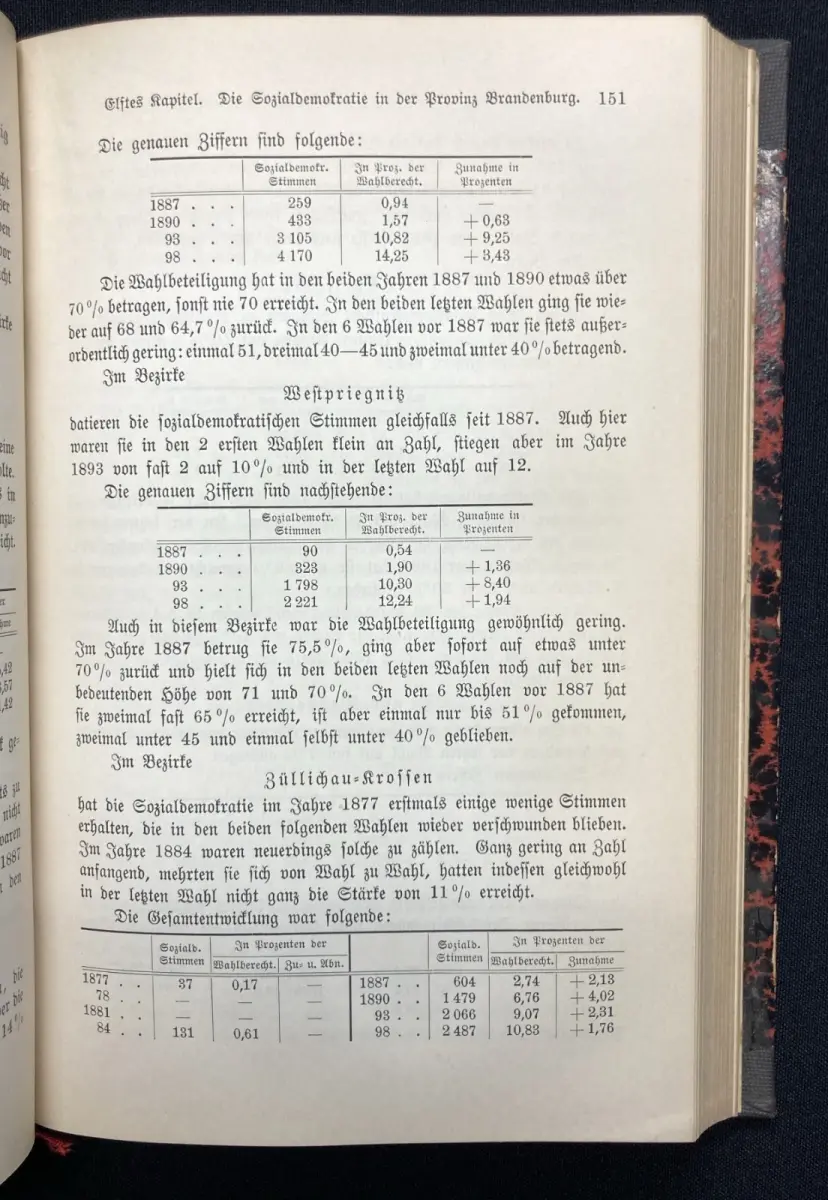 Elftes Kapitel. Die Sozialdemokratie in der Provinz Brandenburg. 151
Die genauen Ziffern sind folgende:
Sozialdemokr. Stimmen In Proz. der Wahlberecht. Zunahme in Prozenten
1887 . . . 259 0,94 —
1890 . . . 433 1,57 + 0,63
93 . . . 3 105 10,82 + 9,25
98 . . . 4 170 14,25 + 3,43
Die Wahlbeteiligung hat in den beiden Jahren 1887 und 1890 etwas über
70 % betragen, sonst nie 70 erreicht. In den beiden letzten Wahlen ging sie wie-
der auf 68 und 64,7 % zurück. In den 6 Wahlen vor 1887 war sie stets außer-
ordentlich gering: einmal 51, dreimal 40—45 und zweimal unter 40 % betragend.
Im Bezirke
Westpriegnitz
datieren die sozialdemokratischen Stimmen gleichfalls seit 1887. Auch hier
waren sie in den 2 ersten Wahlen klein an Zahl, stiegen aber im Jahre
1893 von fast 2 auf 10 % und in der letzten Wahl auf 12.
Die genauen Ziffern sind nachstehende:
Sozialdemokr. Stimmen In Proz. der Wahlberecht. Zunahme in Prozenten
1887 . . . 90 0,54 —
1890 . . . 323 1,90 + 1,36
93 . . . 1 798 10,30 + 8,40
98 . . . 2 221 12,24 + 1,94
Auch in diesem Bezirke war die Wahlbeteiligung gewöhnlich gering.
Im Jahre 1887 betrug sie 75,5 %, ging aber sofort auf etwas unter
70 % zurück und hielt sich in den beiden letzten Wahlen noch auf der un-
bedeutenden Höhe von 71 und 70 %. In den 6 Wahlen vor 1887 hat
sie zweimal fast 65 % erreicht, ist aber einmal nur bis 51 % gekommen,
zweimal unter 45 und einmal selbst unter 40 % geblieben.
Im Bezirke
Züllichau-Krossen
hat die Sozialdemokratie im Jahre 1877 erstmals einige wenige Stimmen
erhalten, die in den beiden folgenden Wahlen wieder verschwunden blieben.
Im Jahre 1884 waren neuerdings solche zu zählen. Ganz gering an Zahl
anfangend, mehrten sie sich von Wahl zu Wahl, hatten indessen gleichwohl
in der letzten Wahl nicht ganz die Stärke von 11 % erreicht.
Die Gesamtentwicklung war folgende:
Soziald. Stimmen In Prozenten der Wahlberecht. Zu- u. Abn. Soziald. Stimmen In Prozenten der Wahlberecht. Zunahme
1877 . . 37 0,17 — 1887 . . 604 2,74 + 2,13
78 . . — — — 1890 . . 1 479 6,76 + 4,02
1881 . . — — — 93 . . 2 066 9,07 + 2,31
84 . . 131 0,61 — 98 . . 2 487 10,83 + 1,76